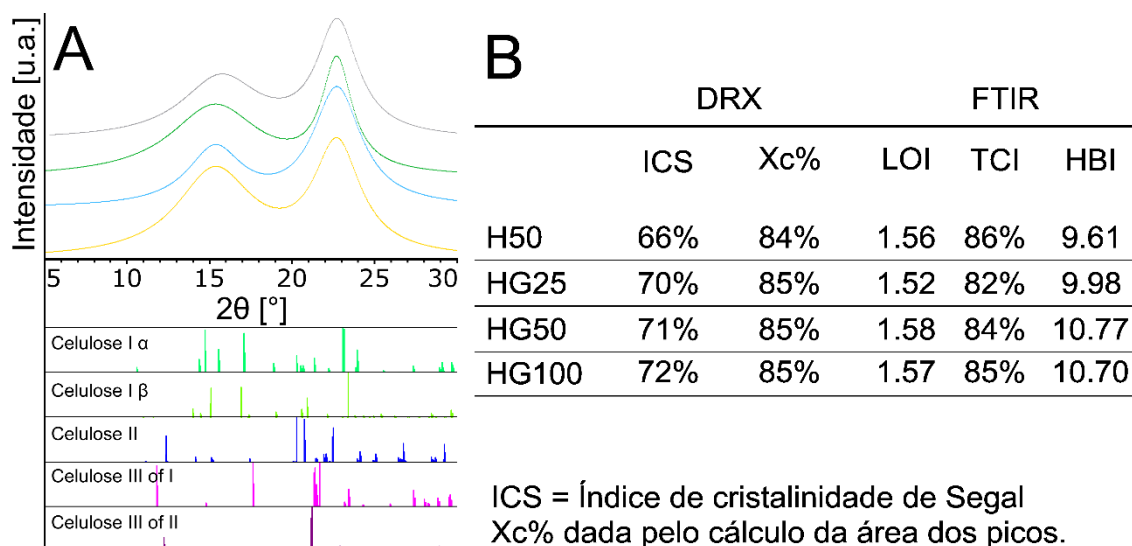 A
Intensidade [u.a.]
5 10 15 20 25 30
2θ [°]
Celulose I α
Celulose I β
Celulose II
Celulose III of I
Celulose III of II
B
DRX FTIR
ICS Xc% LOI TCI HBI
H50 66% 84% 1.56 86% 9.61
HG25 70% 85% 1.52 82% 9.98
HG50 71% 85% 1.58 84% 10.77
HG100 72% 85% 1.57 85% 10.70
ICS = Índice de cristalinidade de Segal
Xc% dada pelo cálculo da área dos picos.